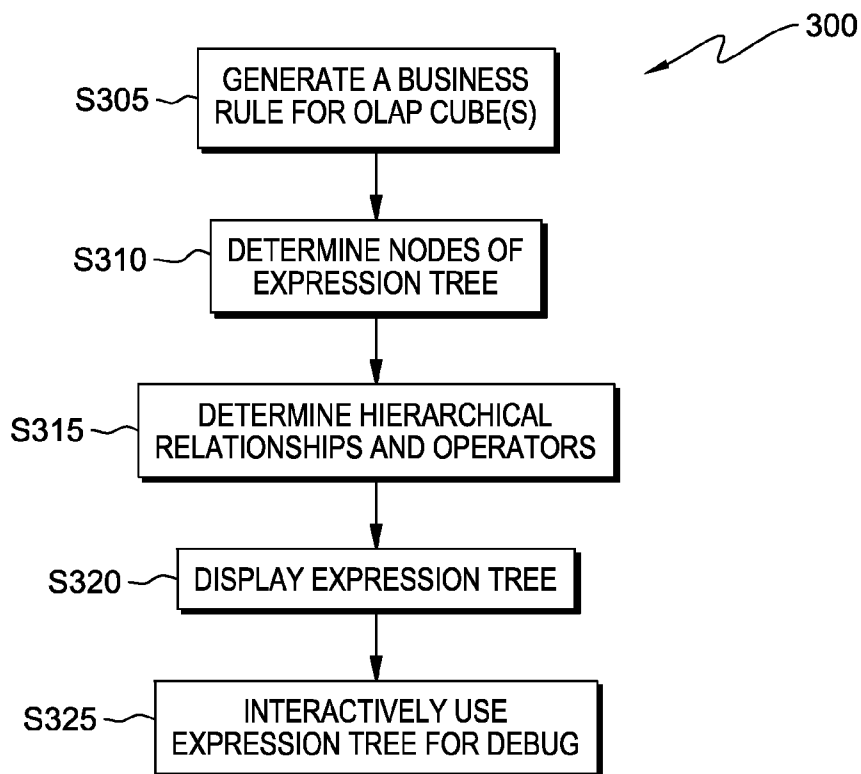 300
S305
GENERATE A BUSINESS
RULE FOR OLAP CUBE(S)
S310
DETERMINE NODES OF
EXPRESSION TREE
S315
DETERMINE HIERARCHICAL
RELATIONSHIPS AND OPERATORS
S320
DISPLAY EXPRESSION TREE
S325
INTERACTIVELY USE
EXPRESSION TREE FOR DEBUG